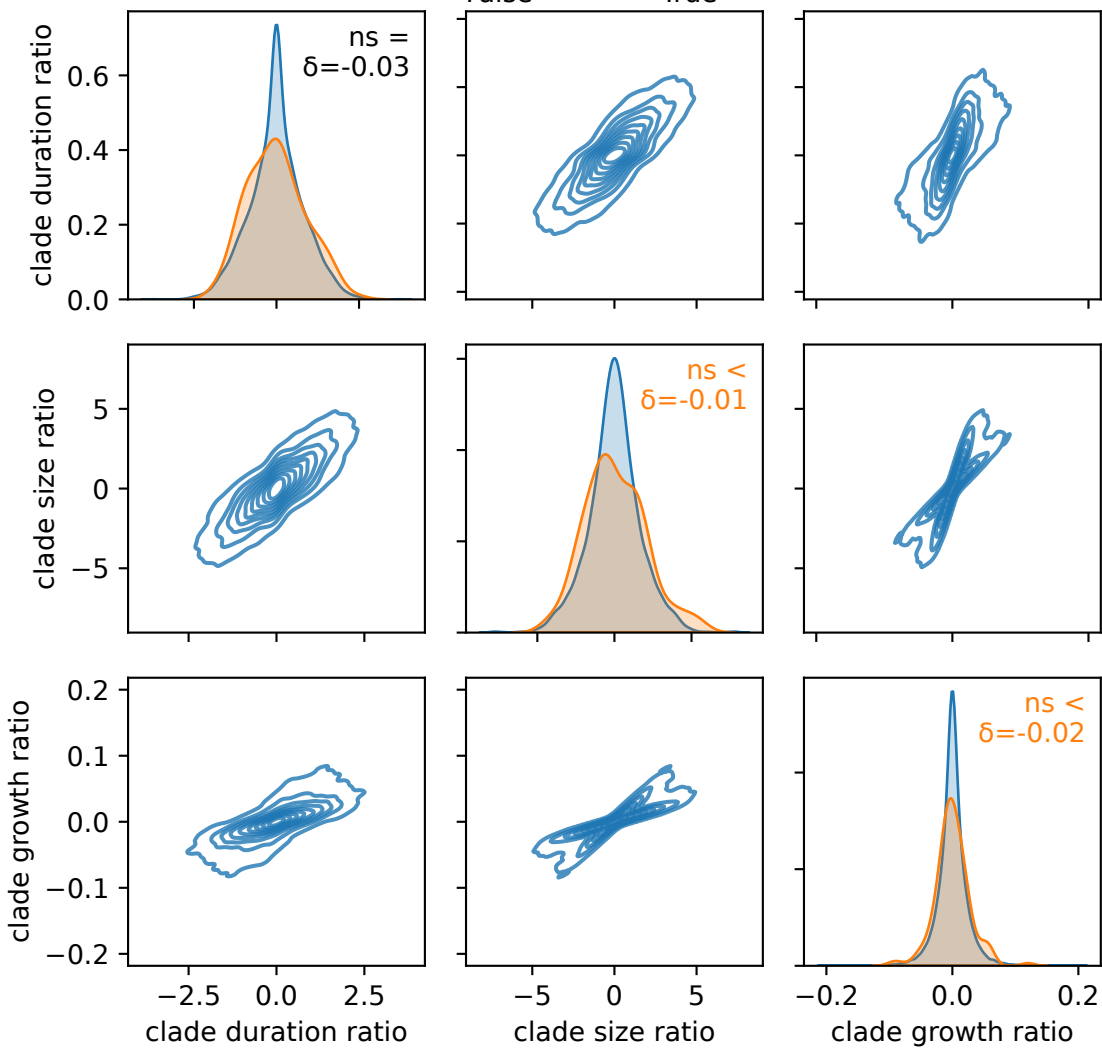 clade duration ratio
0.6
0.4
0.2
0.0
ns =
δ=-0.03
clade size ratio
5
0
−5
ns <
δ=-0.01
clade growth ratio
0.2
0.1
0.0
−0.1
−0.2
ns <
δ=-0.02
−2.5 0.0 2.5
−5 0 5
−0.2 0.0 0.2
clade duration ratio
clade size ratio
clade growth ratio